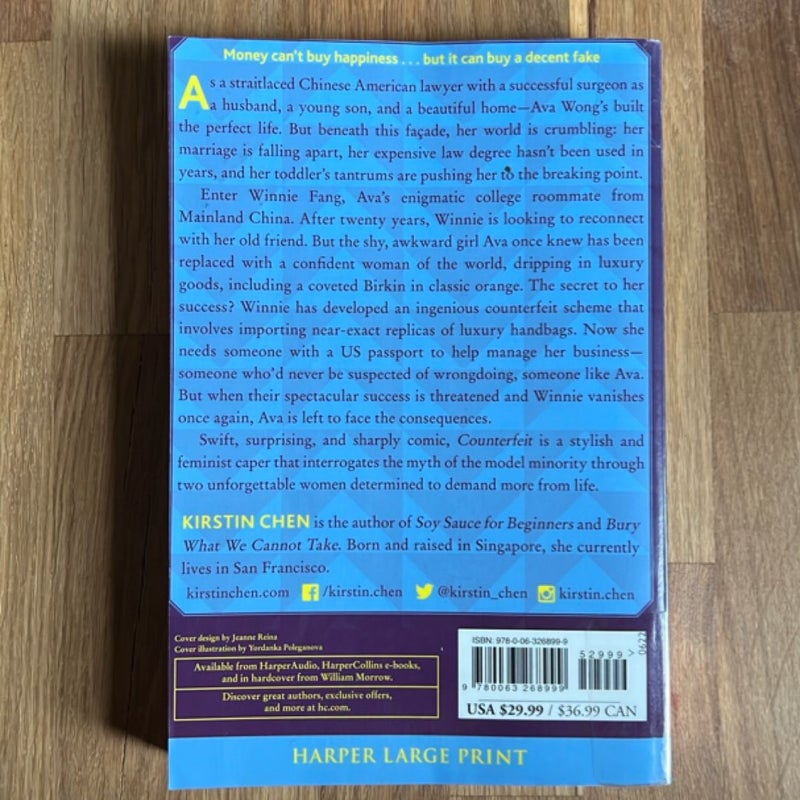 Money can't buy happiness . . . but it can buy a decent fake
As a straitlaced Chinese American lawyer with a successful surgeon as
a husband, a young son, and a beautiful home—Ava Wong's built
the perfect life. But beneath this façade, her world is crumbling: her
marriage is falling apart, her expensive law degree hasn't been used in
years, and her toddler's tantrums are pushing her to the breaking point.
Enter Winnie Fang, Ava's enigmatic college roommate from
Mainland China. After twenty years, Winnie is looking to reconnect
with her old friend. But the shy, awkward girl Ava once knew has been
replaced with a confident woman of the world, dripping in luxury
goods, including a coveted Birkin in classic orange. The secret to her
success? Winnie has developed an ingenious counterfeit scheme that
involves importing near-exact replicas of luxury handbags. Now she
needs someone with a US passport to help manage her business—
someone who'd never be suspected of wrongdoing, someone like Ava.
But when their spectacular success is threatened and Winnie vanishes
once again, Ava is left to face the consequences.
Swift, surprising, and sharply comic, Counterfeit is a stylish and
feminist caper that interrogates the myth of the model minority through
two unforgettable women determined to demand more from life.
KIRSTIN CHEN is the author of Soy Sauce for Beginners and Bury
What We Cannot Take. Born and raised in Singapore, she currently
lives in San Francisco.
kirstinchen.com /kirstin.chen @kirstin_chen kirstin.chen
Cover design by Jeanne Reina
Cover illustration by Yordanka Poleganova
Available from HarperAudio, HarperCollins e-books,
and in hardcover from William Morrow.
Discover great authors, exclusive offers,
and more at hc.com.
ISBN: 978-0-06-326899-9
52999 >
0622
9 780063 268999
USA $29.99 / $36.99 CAN
HARPER LARGE PRINT